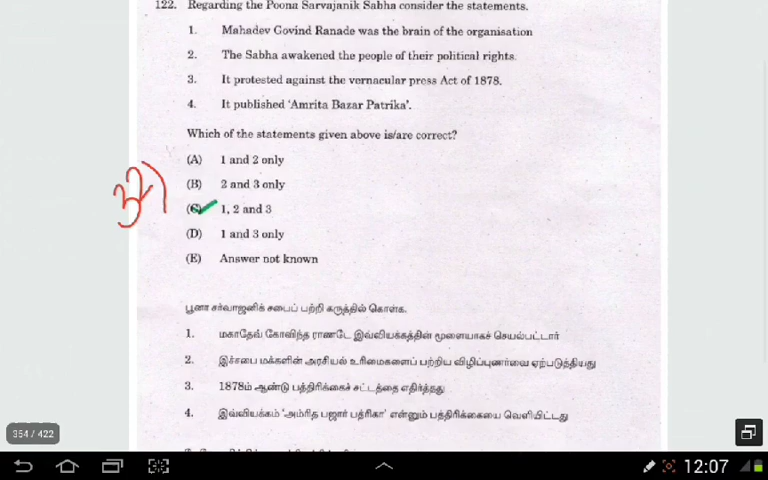 122. Regarding the Poona Sarvajanik Sabha consider the statements.
1. Mahadev Govind Ranade was the brain of the organisation
2. The Sabha awakened the people of their political rights.
3. It protested against the vernacular press Act of 1878.
4. It published 'Amrita Bazar Patrika'.
Which of the statements given above is/are correct?
(A) 1 and 2 only
(B) 2 and 3 only
32)
(C) 1, 2 and 3
(D) 1 and 3 only
(E) Answer not known
பூனா சர்வாஜனிக் சபைப் பற்றி கருத்தில் கொள்க.
1. மகாதேவ் கோவிந்த ராணடே இவ்வியக்கத்தின் மூளையாகச் செயல்பட்டார்
2. இச்சபை மக்களின் அரசியல் உரிமைகளைப் பற்றிய விழிப்புணர்வை ஏற்படுத்தியது
3. 1878ம் ஆண்டு பத்திரிக்கைச் சட்டத்தை எதிர்த்தது
4. இவ்வியக்கம் 'அம்ரித பஜார் பத்ரிகா' என்னும் பத்திரிக்கையை வெளியிட்டது
354 / 422
12:07